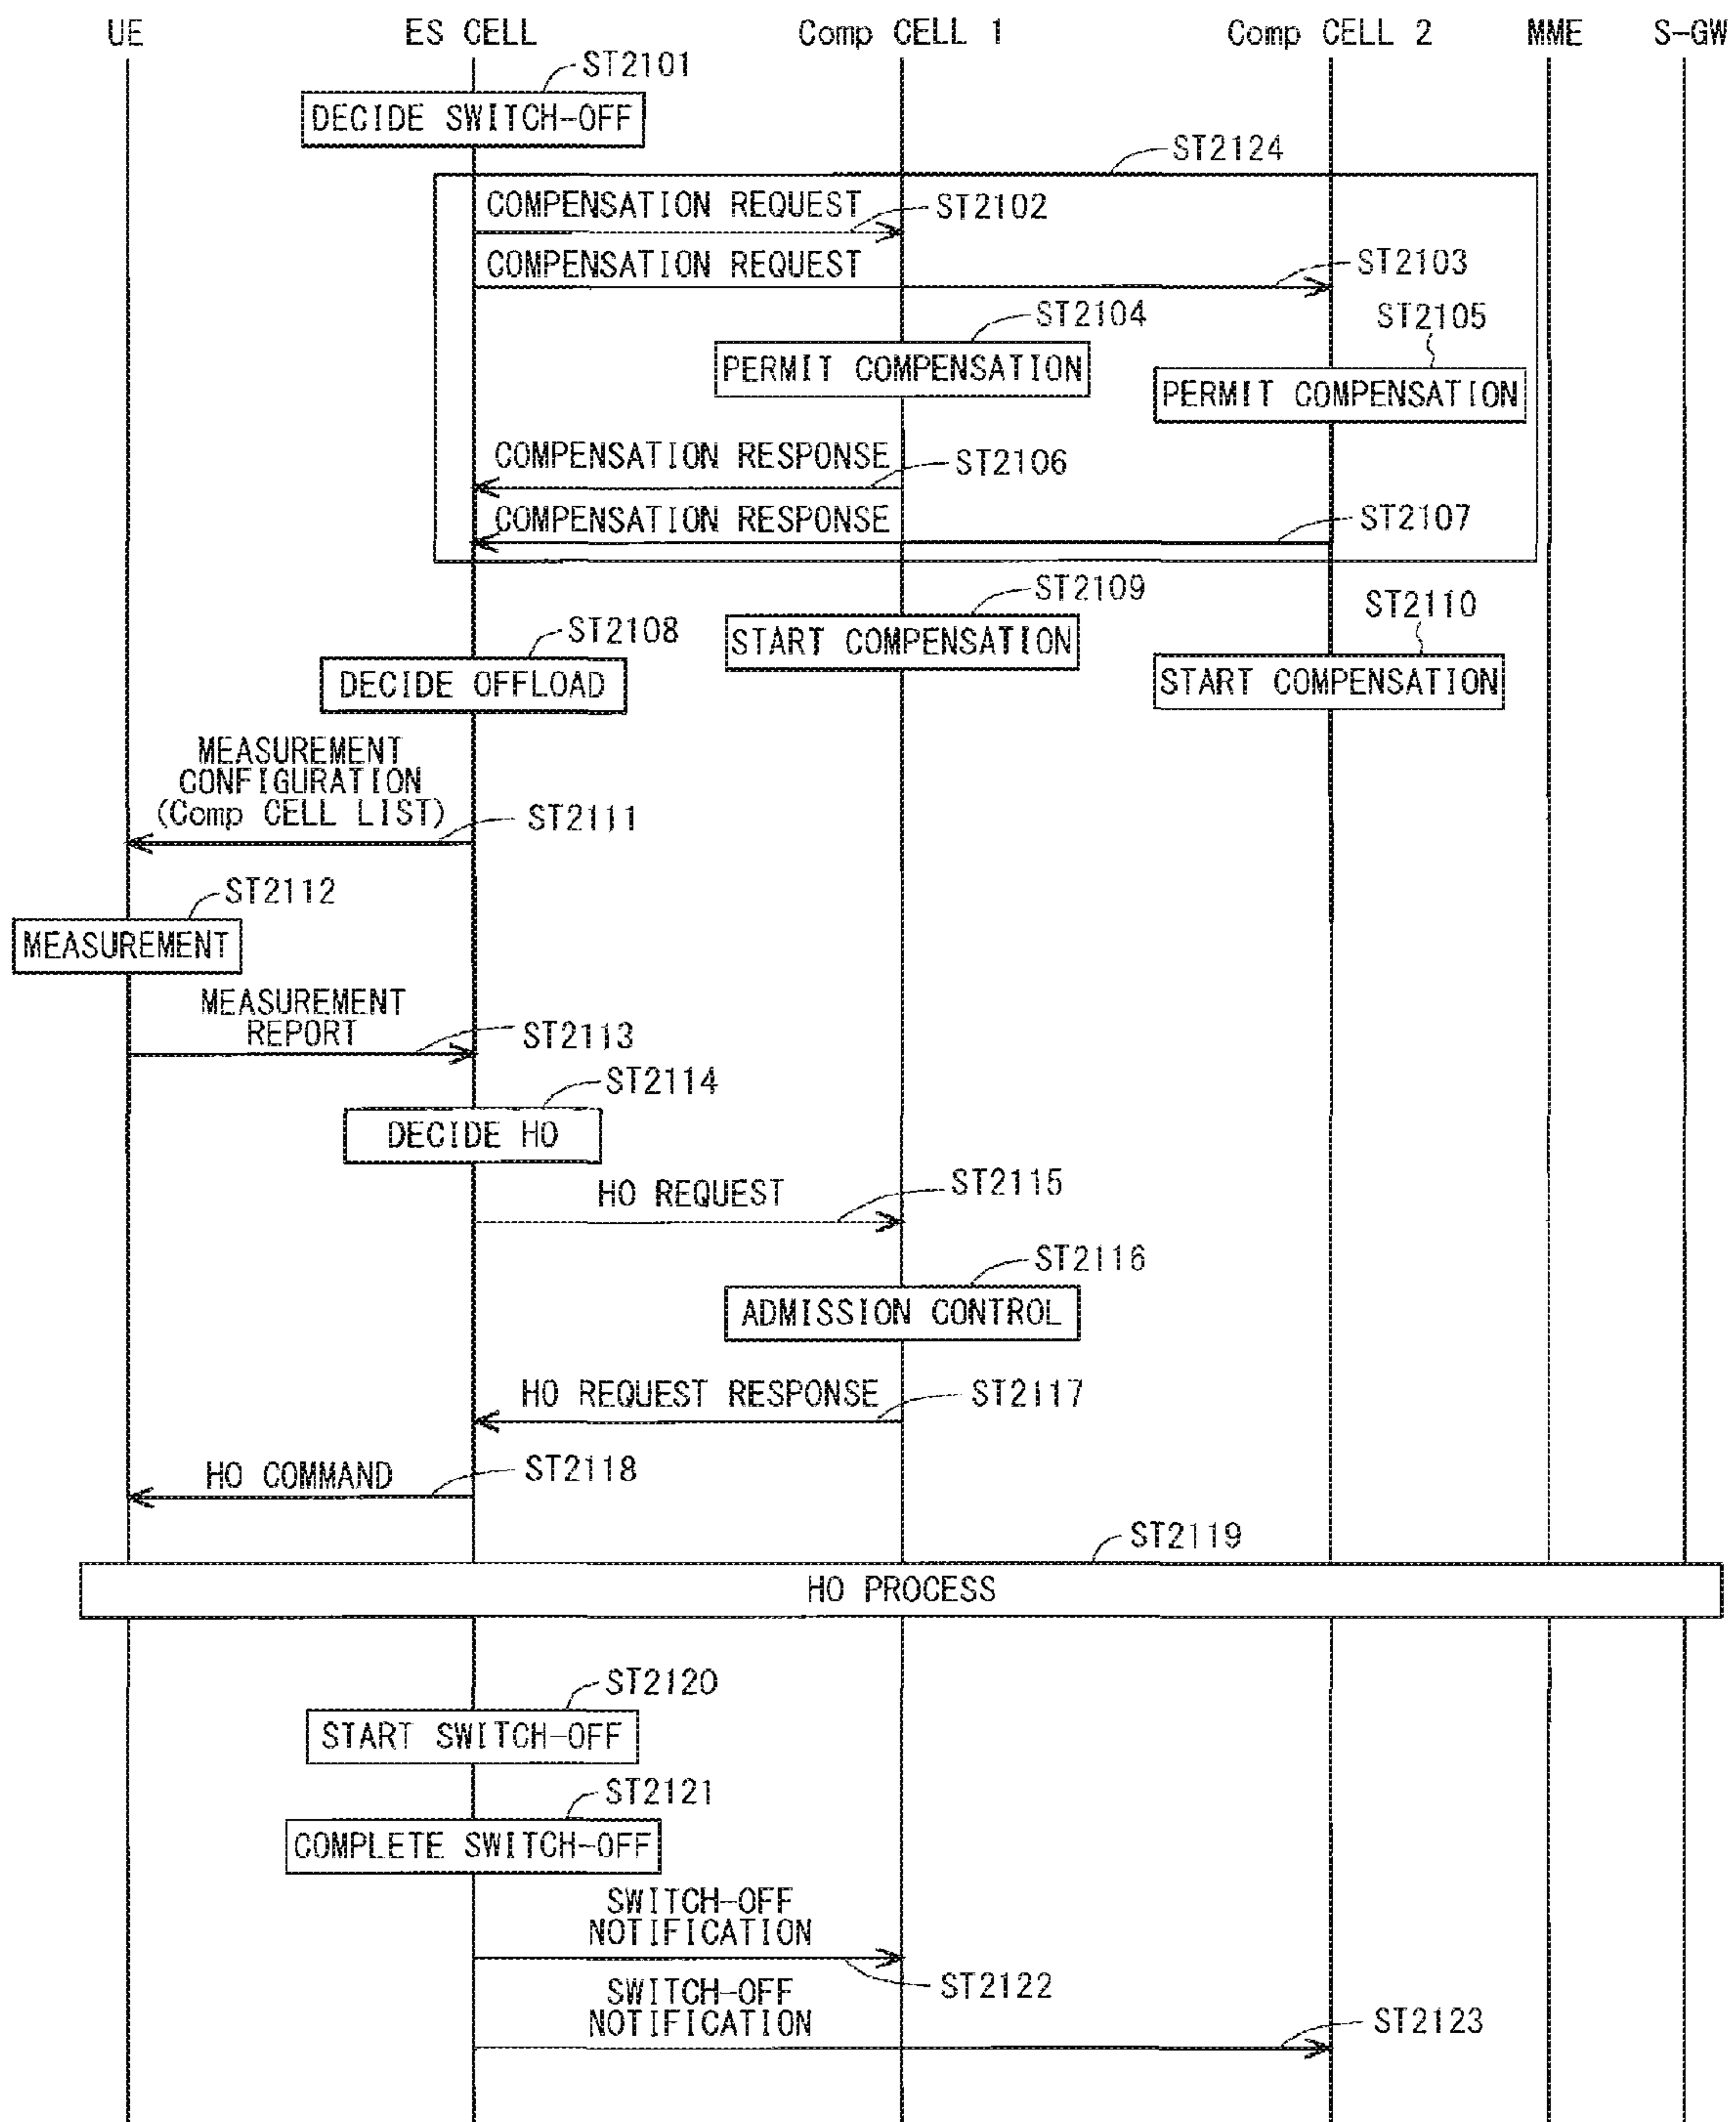 UE ES CELL Comp CELL 1 Comp CELL 2 MME S-GW
ST2101
DECIDE SWITCH-OFF
ST2124
COMPENSATION REQUEST ST2102
COMPENSATION REQUEST ST2103
ST2104
ST2105
PERMIT COMPENSATION
PERMIT COMPENSATION
COMPENSATION RESPONSE ST2106
COMPENSATION RESPONSE ST2107
ST2109
ST2110
ST2108
START COMPENSATION
DECIDE OFFLOAD
START COMPENSATION
MEASUREMENT
CONFIGURATION
(Comp CELL LIST)
ST2111
ST2112
MEASUREMENT
MEASUREMENT
REPORT
ST2113
ST2114
DECIDE HO
HO REQUEST ST2115
ST2116
ADMISSION CONTROL
HO REQUEST RESPONSE ST2117
HO COMMAND ST2118
ST2119
HO PROCESS
ST2120
START SWITCH-OFF
ST2121
COMPLETE SWITCH-OFF
SWITCH-OFF
NOTIFICATION
ST2122
SWITCH-OFF
NOTIFICATION
ST2123